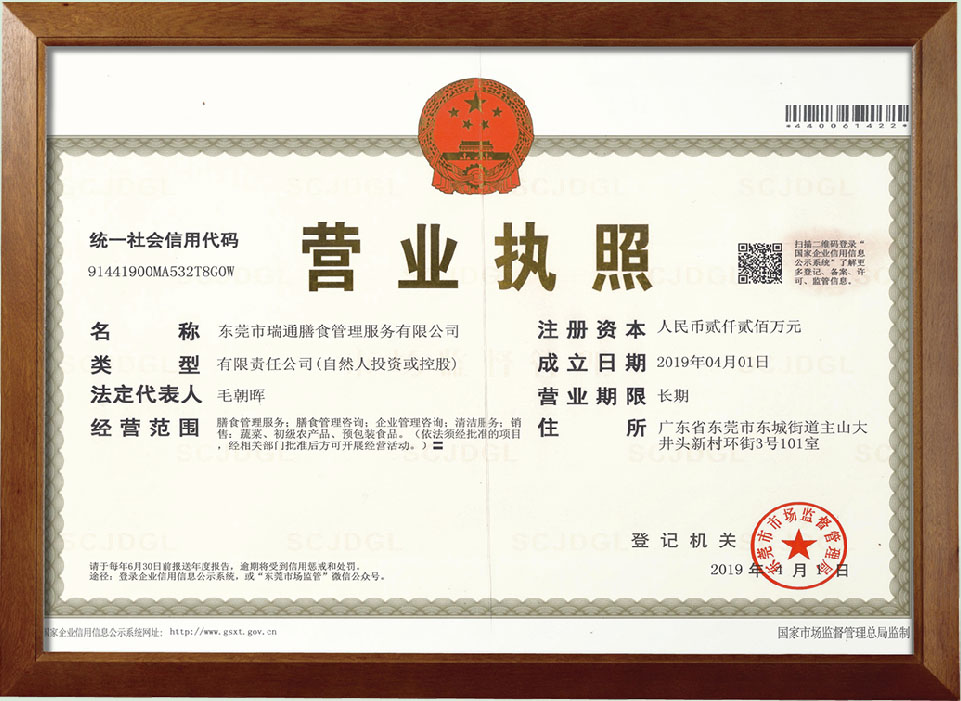 *440061422*
营业执照
统一社会信用代码
91441900MA532T8G0W
扫描二维码登录“
国家企业信用信息
公示系统”了解更
多登记、备案、许
可、监管信息。
名称 东莞市瑞通膳食管理服务有限公司
类型 有限责任公司(自然人投资或控股)
法定代表人 毛朝晖
经营范围 膳食管理服务；膳食管理咨询；企业管理咨询；清洁服务；销
售：蔬菜、初级农产品、预包装食品。（依法须经批准的项目
，经相关部门批准后方可开展经营活动。）
注册资本 人民币贰仟贰佰万元
成立日期 2019年04月01日
营业期限 长期
住所 广东省东莞市东城街道主山大
井头新村环街3号101室
登记机关
东莞市市场监督管理局
2019 年 4 月 1 日
请于每年6月30日前报送年度报告，逾期将受到信用惩戒和处罚.
途径：登录企业信用信息公示系统，或“东莞市场监管”微信公众号。
国家企业信用信息公示系统网址： http://www.gsxt.gov.cn
国家市场监督管理总局监制
SCJDGL